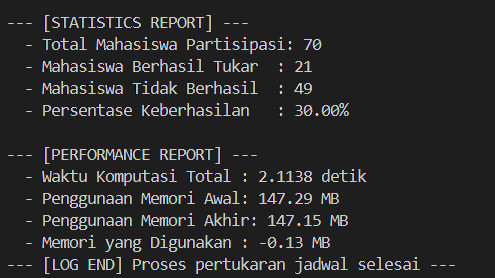 --- [STATISTICS REPORT] ---
- Total Mahasiswa Partisipasi: 70
- Mahasiswa Berhasil Tukar : 21
- Mahasiswa Tidak Berhasil : 49
- Persentase Keberhasilan : 30.00%
--- [PERFORMANCE REPORT] ---
- Waktu Komputasi Total : 2.1138 detik
- Penggunaan Memori Awal: 147.29 MB
- Penggunaan Memori Akhir: 147.15 MB
- Memori yang Digunakan : -0.13 MB
--- [LOG END] Proses pertukaran jadwal selesai ---